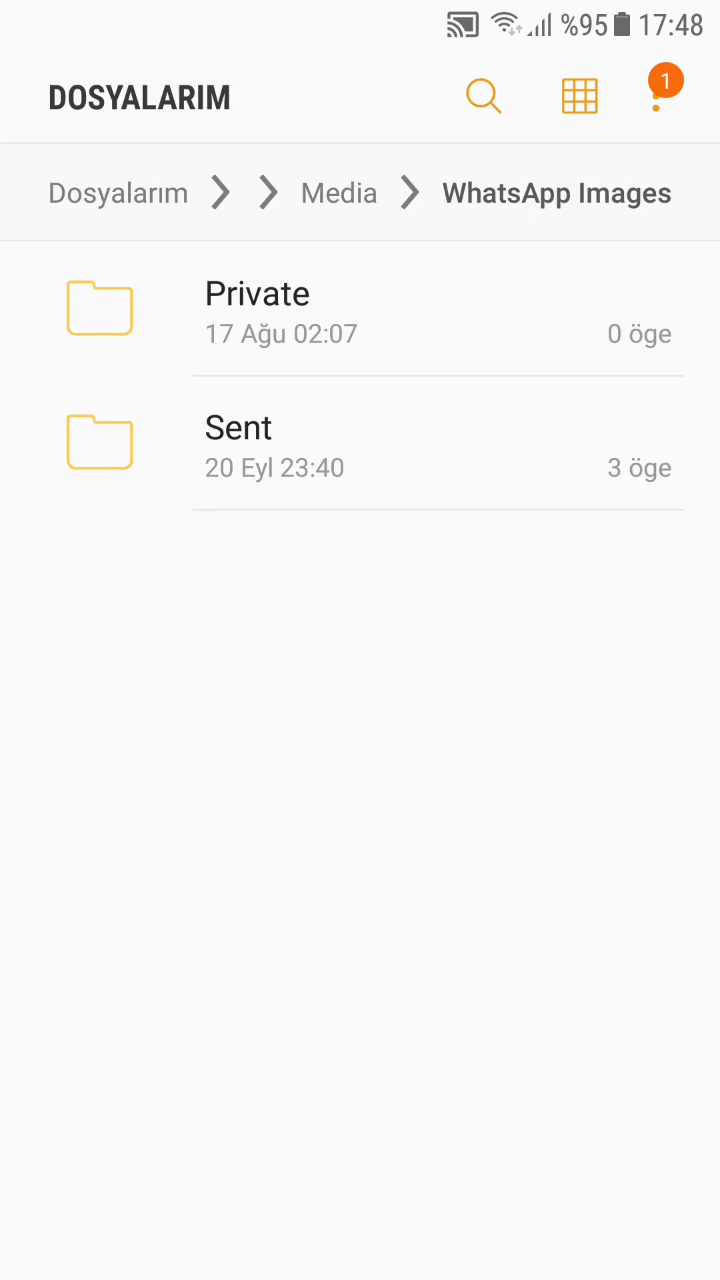 %95 17:48
DOSYALARIM
1
Dosyalarım Media WhatsApp Images
Private
17 Ağu 02:07 0 öge
Sent
20 Eyl 23:40 3 öge